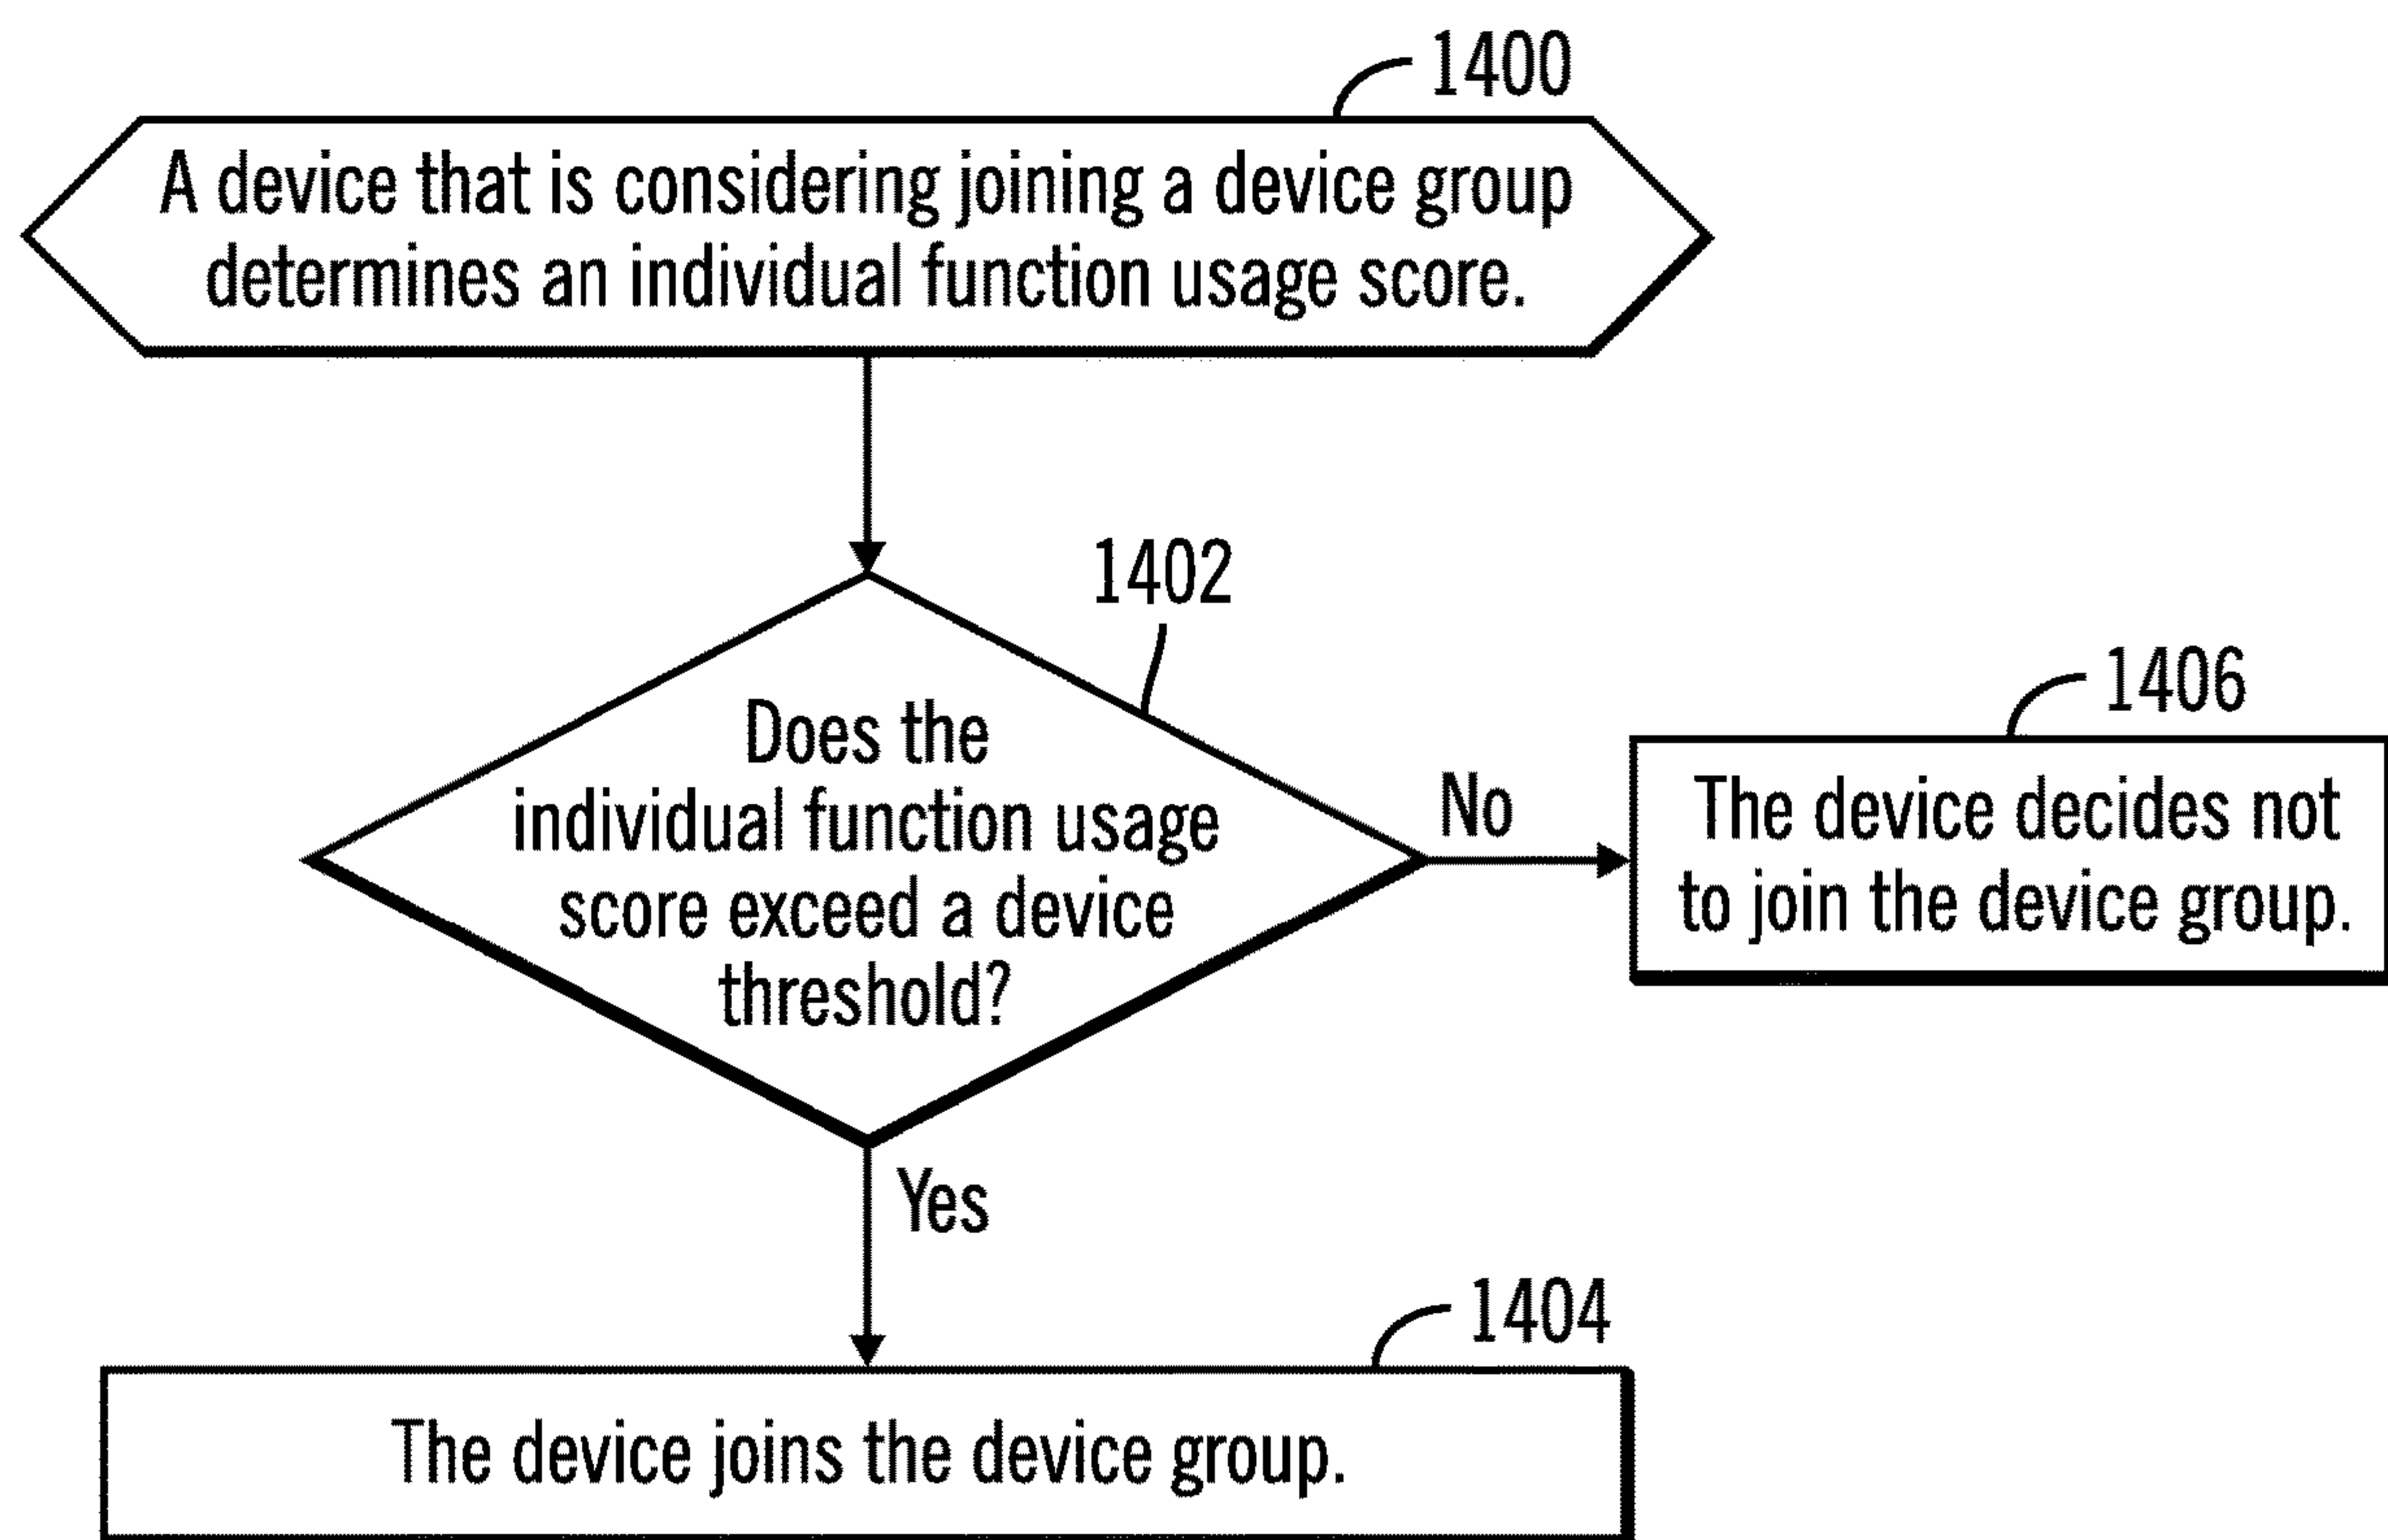 1400
A device that is considering joining a device group
determines an individual function usage score.
1402
Does the
individual function usage
score exceed a device
threshold?
No
1406
The device decides not
to join the device group.
Yes
1404
The device joins the device group.